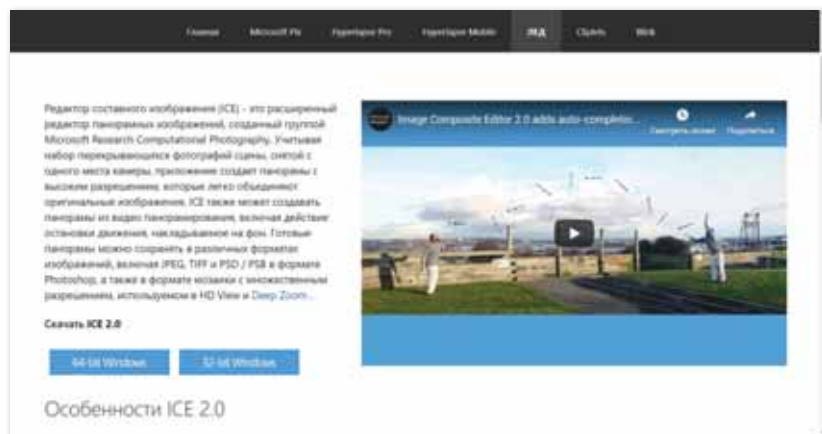 Главная Microsoft Pix Hyperlapse Pro Hyperlapse Mobile ЛЕД Cliplets Blink
Редактор составного изображения (ICE) - это расширенный
редактор панорамных изображений, созданный группой
Microsoft Research Computational Photography. Учитывая
набор перекрывающихся фотографий сцены, снятой с
одного места камеры, приложение создает панорамы с
высоким разрешением, которые легко объединяют
оригинальные изображения. ICE также может создавать
панорамы из видео панорамирования, включая действие
остановки движения, накладываемое на фон. Готовые
панорамы можно сохранять в различных форматах
изображений, включая JPEG, TIFF и PSD / PSB в формате
Photoshop, а также в формате мозаики с множественным
разрешением, используемом в HD View и Deep Zoom .
Image Composite Editor 2.0 adds auto-completio...
Смотреть позже Поделиться
Скачать ICE 2.0
64-bit Windows 32-bit Windows
Особенности ICE 2.0